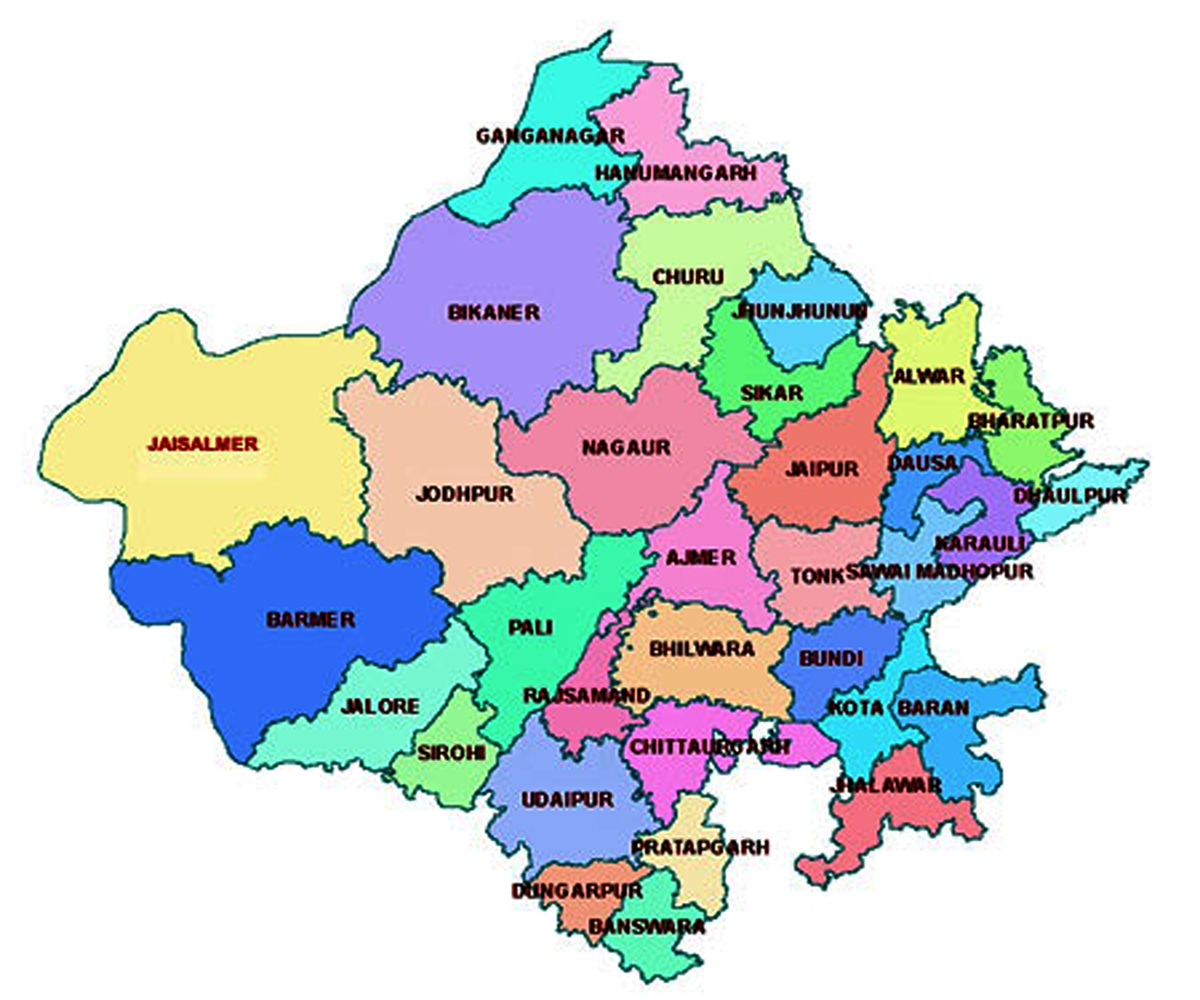 GANGANAGAR
HANUMANGARH
CHURU
BIKANER
JHUNJHUNUN
ALWAR
SIKAR
BHARATPUR
JAISALMER
NAGAUR
DAUSA
JAIPUR
JODHPUR
DHAULPUR
KARAULI
AJMER
TONK
SAWAI MADHOPUR
BARMER
PALI
BHILWARA
BUNDI
RAJSAMAND
JALORE
KOTA
BARAN
CHITTAURGARH
SIROHI
JHALAWAR
UDAIPUR
PRATAPGARH
DUNGARPUR
BANSWARA